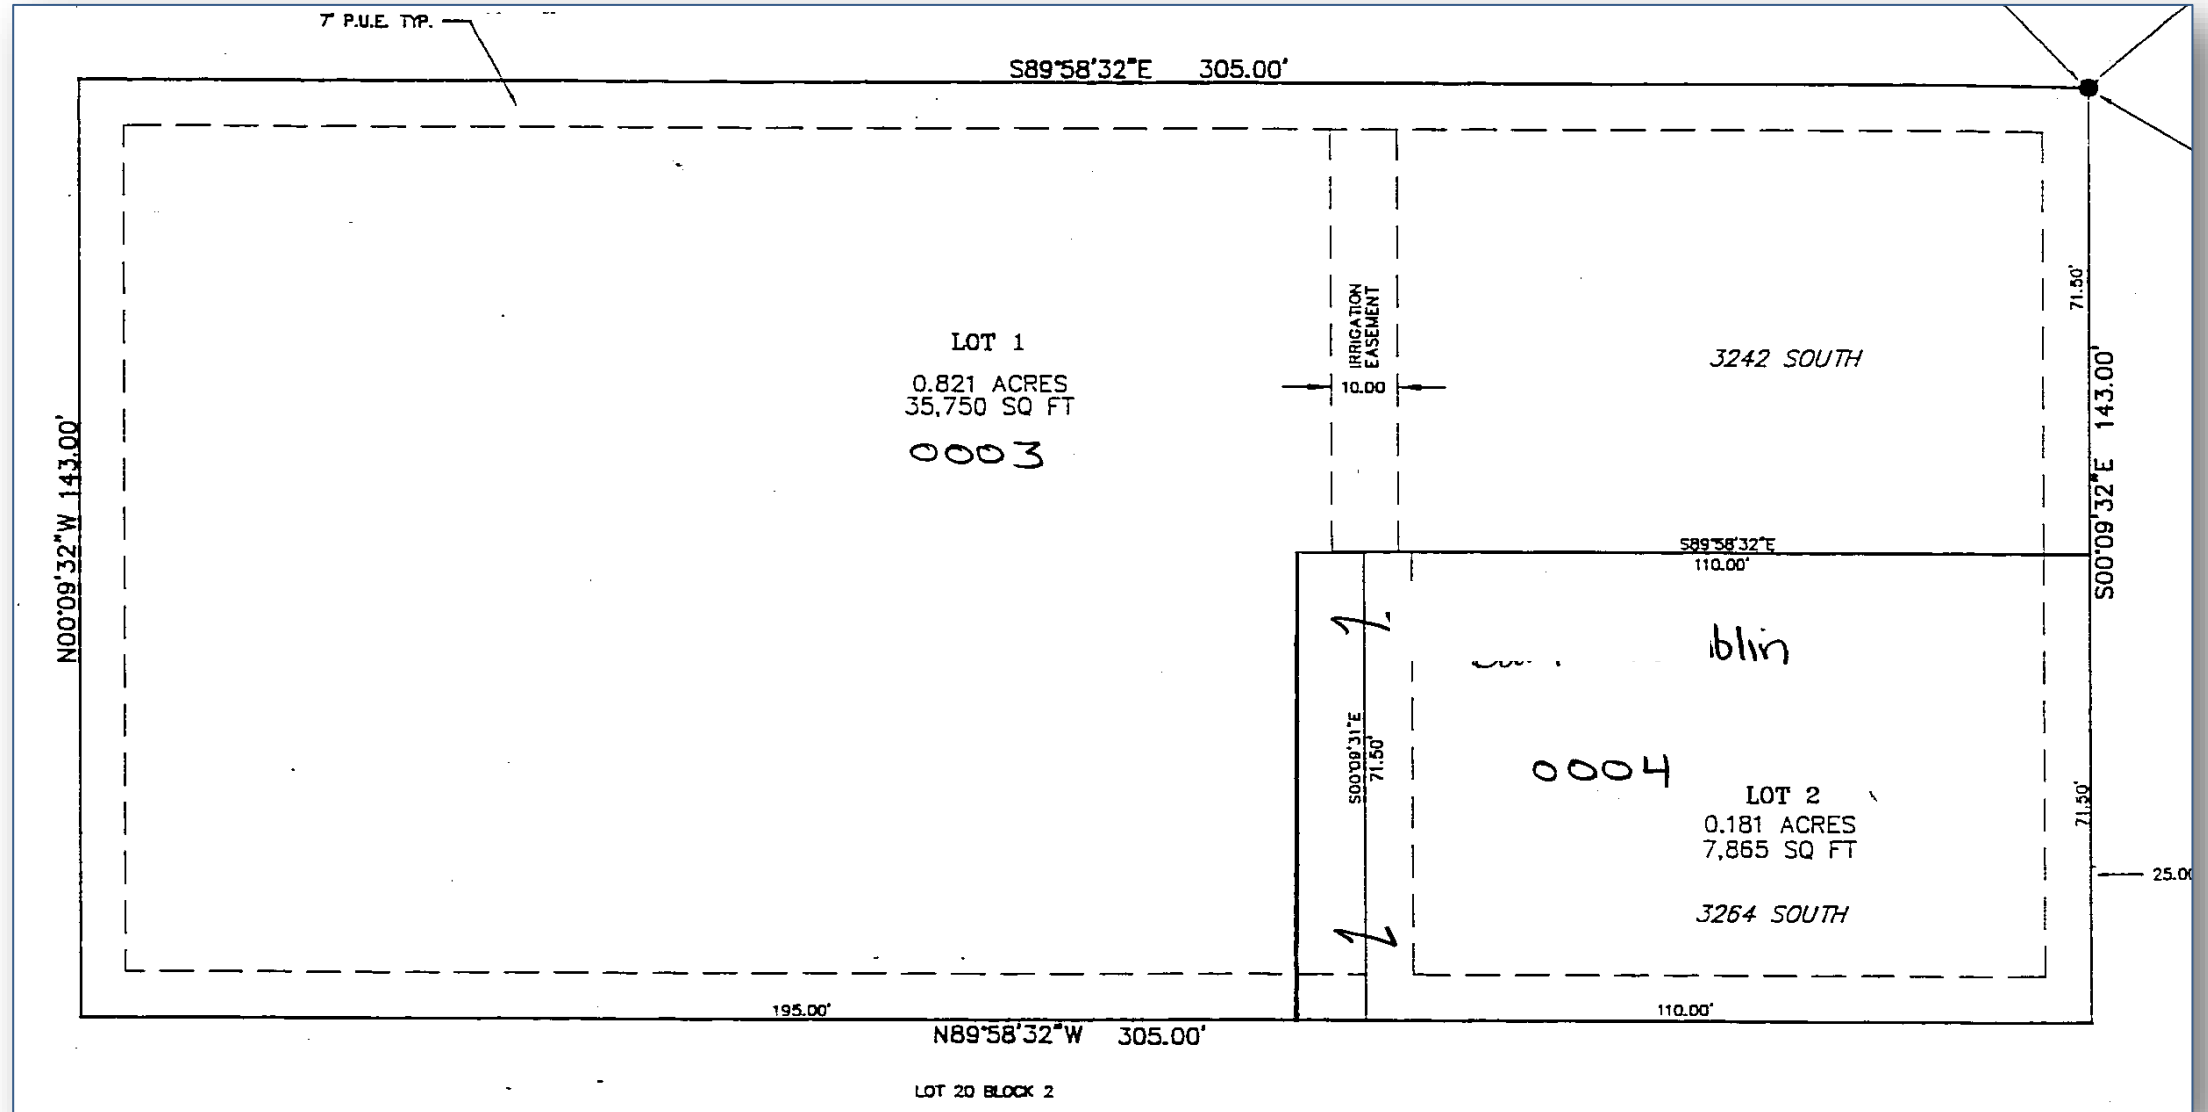 7' P.U.E. TYP.
S89°58'32"E 305.00'
IRRIGATION
EASEMENT
10.00
71.50'
3242 SOUTH
LOT 1
0.821 ACRES
35,750 SQ FT
0003
N00°09'32"W 143.00'
S00°09'32"E 143.00'
S89°58'32"E
110.00'
blin
S00°09'31"E
71.50'
0004
LOT 2
0.181 ACRES
7,865 SQ FT
71.50'
25.00
3264 SOUTH
195.00'
110.00'
N89°58'32"W 305.00'
LOT 20 BLOCK 2